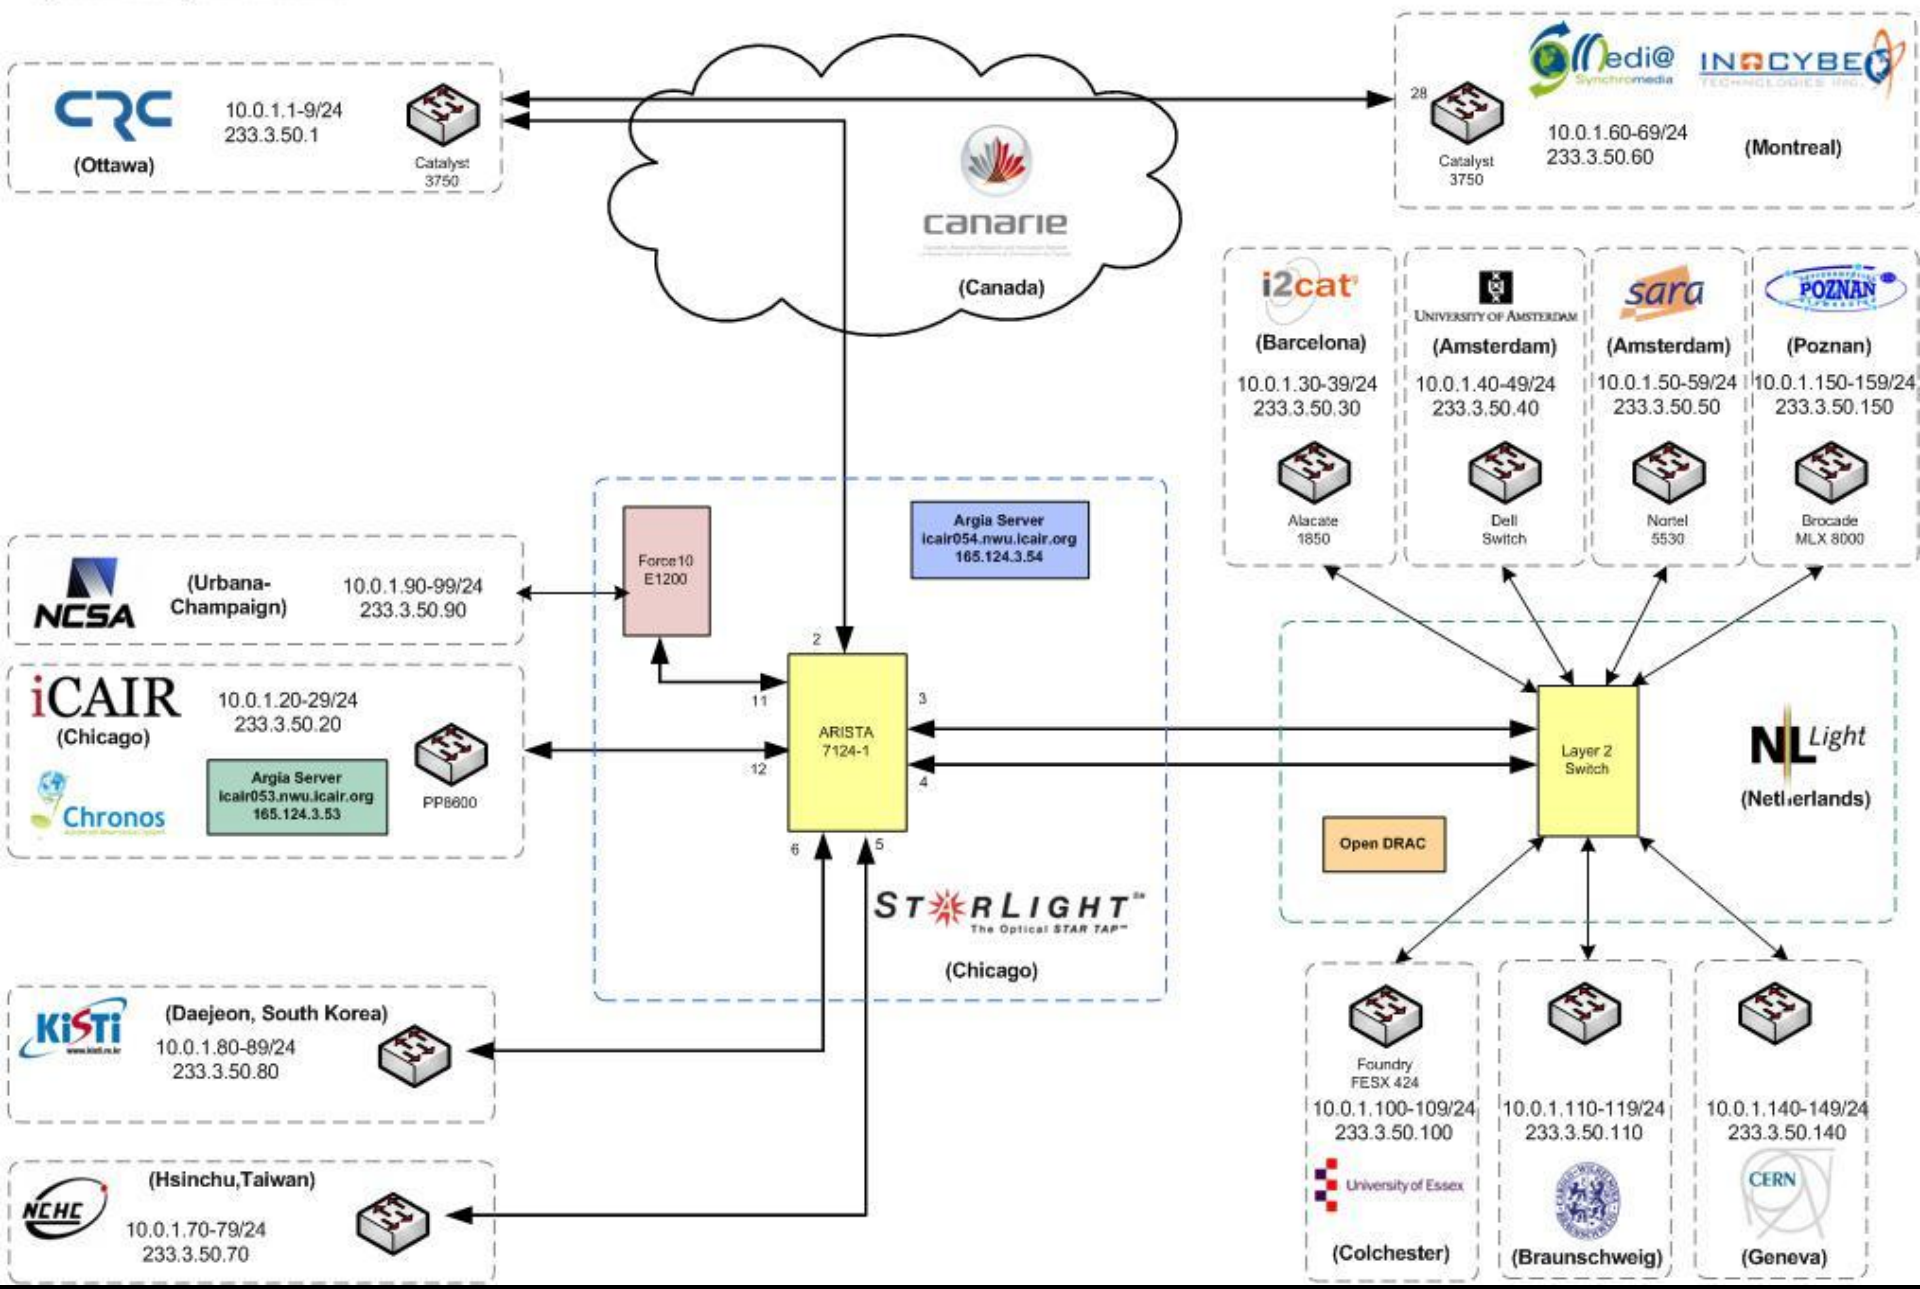 CRC
(Ottawa)
10.0.1.1-9/24
233.3.50.1
Catalyst
3750
canarie
(Canada)
28
Catalyst
3750
Medi@
Synchromedia
INOCYBE
TECHNOLOGIES INC.
10.0.1.60-69/24
233.3.50.60
(Montreal)
i2cat
(Barcelona)
10.0.1.30-39/24
233.3.50.30
Alacate
1850
UNIVERSITY OF AMSTERDAM
(Amsterdam)
10.0.1.40-49/24
233.3.50.40
Dell
Switch
sara
(Amsterdam)
10.0.1.50-59/24
233.3.50.50
Nortel
5530
POZNAŃ
(Poznan)
10.0.1.150-159/24
233.3.50.150
Brocade
MLX 8000
NCSA
(Urbana-
Champaign)
10.0.1.90-99/24
233.3.50.90
Force10
E1200
Argia Server
icair054.nwu.icair.org
165.124.3.54
iCAIR
(Chicago)
10.0.1.20-29/24
233.3.50.20
Chronos
Argia Server
icair053.nwu.icair.org
165.124.3.53
PP8600
2
11
12
3
4
6
5
ARISTA
7124-1
STARLIGHT SM
The Optical STAR TAP™
(Chicago)
Layer 2
Switch
Open DRAC
NLLight
(Netherlands)
KiSTi
www.kisti.re.kr
(Daejeon, South Korea)
10.0.1.80-89/24
233.3.50.80
NCHC
(Hsinchu,Taiwan)
10.0.1.70-79/24
233.3.50.70
Foundry
FESX 424
10.0.1.100-109/24
233.3.50.100
University of Essex
(Colchester)
10.0.1.110-119/24
233.3.50.110
(Braunschweig)
10.0.1.140-149/24
233.3.50.140
CERN
(Geneva)